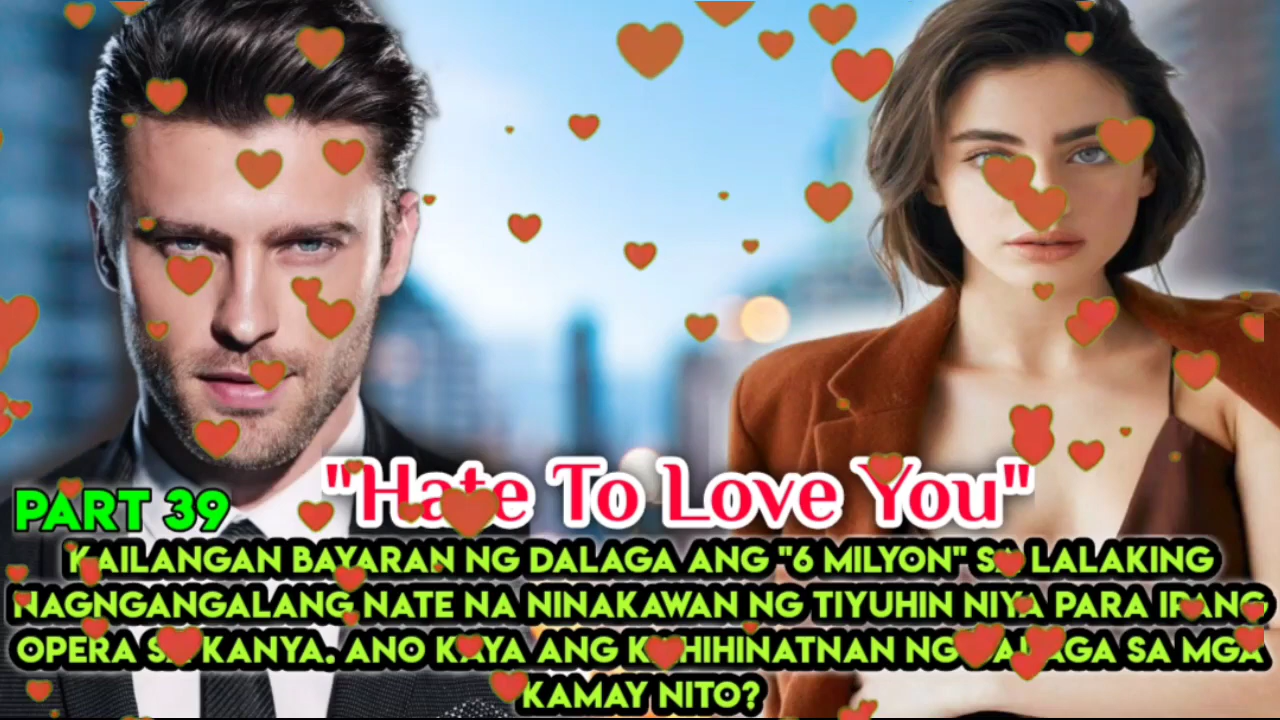 "Hate To Love You"
PART 39
KAILANGAN BAYARAN NG DALAGA ANG "6 MILYON" SA LALAKING
NAGNGANGALANG NATE NA NINAKAWAN NG TIYUHIN NIYA PARA IPANG
OPERA SA KANYA. ANO KAYA ANG KAHIHINATNAN NG DALAGA SA MGA
KAMAY NITO?